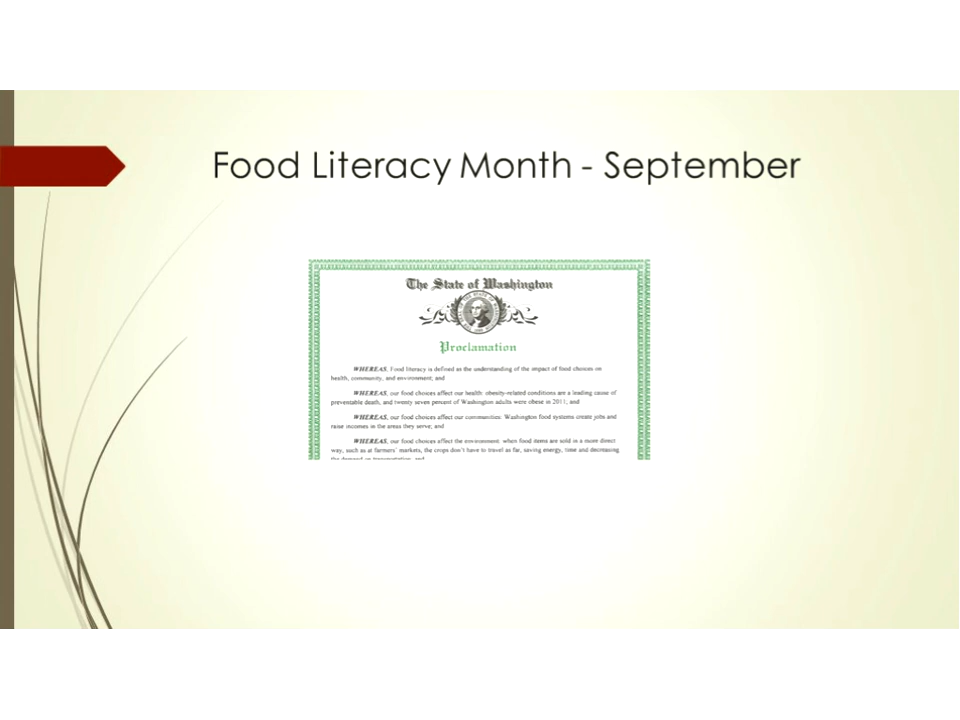 Food Literacy Month - September
The State of Washington
Proclamation
WHEREAS, Food literacy is defined as the understanding of the impact of food choices on
health, community, and environment; and
WHEREAS, our food choices affect our health: obesity-related conditions are a leading cause of
preventable death, and twenty seven percent of Washington adults were obese in 2011; and
WHEREAS, our food choices affect our communities: Washington food systems create jobs and
raise incomes in the areas they serve; and
WHEREAS, our food choices affect the environment: when food items are sold in a more direct
way, such as at farmers' markets, the crops don't have to travel as far, saving energy, time and decreasing
the demand on transportation, and